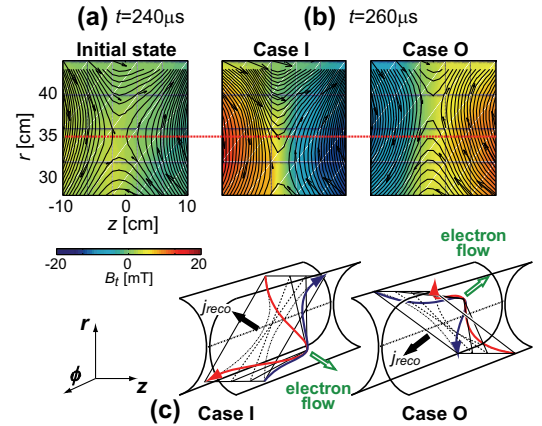 (a) t=240μs (b) t=260μs
Initial state Case I Case O
40
35
30
r [cm]
-10 0 10
z [cm]
-20 0 20
B_t [mT]
electron
flow
j_reco
j_reco
electron
flow
r
ϕ z
(c) Case I Case O